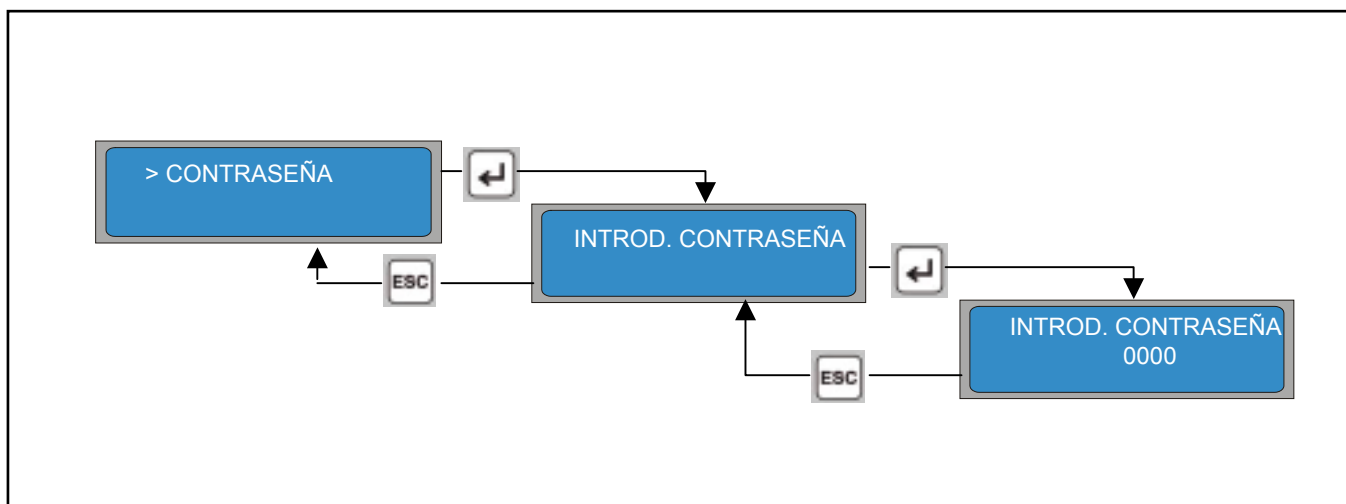 > CONTRASEÑA
INTROD. CONTRASEÑA
ESC
INTROD. CONTRASEÑA
0000
ESC